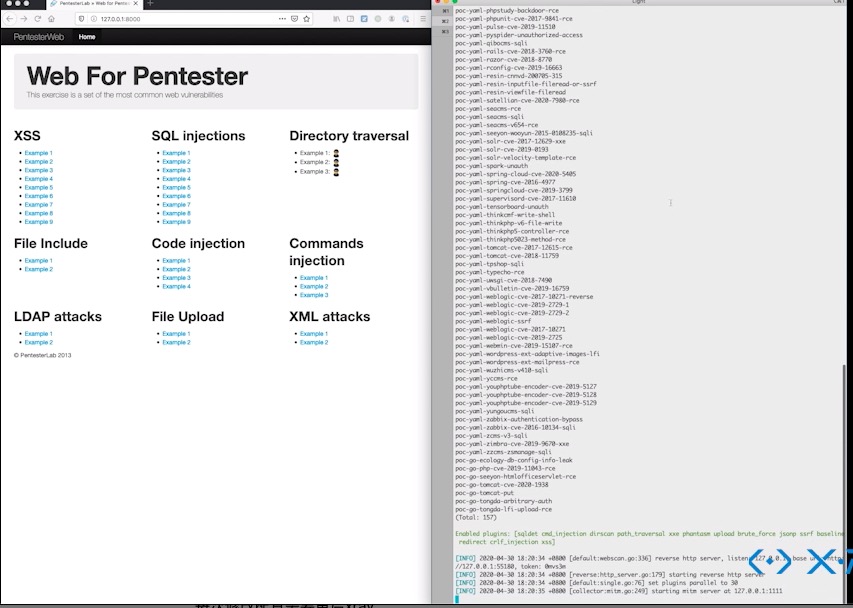 PentesterLab » Web for Pentes
127.0.0.1:8000
PentesterWeb Home
Web For Pentester
This exercise is a set of the most common web vulnerabilities
XSS
Example 1
Example 2
Example 3
Example 4
Example 5
Example 6
Example 7
Example 8
Example 9
SQL injections
Example 1
Example 2
Example 3
Example 4
Example 5
Example 6
Example 7
Example 8
Example 9
Directory traversal
Example 1:
Example 2:
Example 3:
File Include
Example 1
Example 2
Code injection
Example 1
Example 2
Example 3
Example 4
Commands
injection
Example 1
Example 2
Example 3
LDAP attacks
Example 1
Example 2
File Upload
Example 1
Example 2
XML attacks
Example 1
Example 2
© PentesterLab 2013
Light
⌘1
⌘2
⌘3
poc-yaml-phpstudy-backdoor-rce
poc-yaml-phpunit-cve-2017-9841-rce
poc-yaml-pulse-cve-2019-11510
poc-yaml-pyspider-unauthorized-access
poc-yaml-qibocms-sqli
poc-yaml-rails-cve-2018-3760-rce
poc-yaml-razor-cve-2018-8770
poc-yaml-rconfig-cve-2019-16663
poc-yaml-resin-cnnvd-200705-315
poc-yaml-resin-inputfile-fileread-or-ssrf
poc-yaml-resin-viewfile-fileread
poc-yaml-satellian-cve-2020-7980-rce
poc-yaml-seacms-rce
poc-yaml-seacms-sqli
poc-yaml-seacms-v654-rce
poc-yaml-seeyon-wooyun-2015-0108235-sqli
poc-yaml-solr-cve-2017-12629-xxe
poc-yaml-solr-cve-2019-0193
poc-yaml-solr-velocity-template-rce
poc-yaml-spark-unauth
poc-yaml-spring-cloud-cve-2020-5405
poc-yaml-spring-cve-2016-4977
poc-yaml-springcloud-cve-2019-3799
poc-yaml-supervisord-cve-2017-11610
poc-yaml-tensorboard-unauth
poc-yaml-thinkcmf-write-shell
poc-yaml-thinkphp-v6-file-write
poc-yaml-thinkphp5-controller-rce
poc-yaml-thinkphp5023-method-rce
poc-yaml-tomcat-cve-2017-12615-rce
poc-yaml-tomcat-cve-2018-11759
poc-yaml-tpshop-sqli
poc-yaml-typecho-rce
poc-yaml-uwsgi-cve-2018-7490
poc-yaml-vbulletin-cve-2019-16759
poc-yaml-weblogic-cve-2017-10271-reverse
poc-yaml-weblogic-cve-2019-2729-1
poc-yaml-weblogic-cve-2019-2729-2
poc-yaml-weblogic-ssrf
poc-yaml-weblogic-cve-2017-10271
poc-yaml-weblogic-cve-2019-2725
poc-yaml-webmin-cve-2019-15107-rce
poc-yaml-wordpress-ext-adaptive-images-lfi
poc-yaml-wordpress-ext-mailpress-rce
poc-yaml-wuzhicms-v410-sqli
poc-yaml-yccms-rce
poc-yaml-youphptube-encoder-cve-2019-5127
poc-yaml-youphptube-encoder-cve-2019-5128
poc-yaml-youphptube-encoder-cve-2019-5129
poc-yaml-yungoucms-sqli
poc-yaml-zabbix-authentication-bypass
poc-yaml-zabbix-cve-2016-10134-sqli
poc-yaml-zcms-v3-sqli
poc-yaml-zimbra-cve-2019-9670-xxe
poc-yaml-zzcms-zsmanage-sqli
poc-go-ecology-db-config-info-leak
poc-go-php-cve-2019-11043-rce
poc-go-seeyon-htmlofficeservlet-rce
poc-go-tomcat-cve-2020-1938
poc-go-tomcat-put
poc-go-tongda-arbitrary-auth
poc-go-tongda-lfi-upload-rce
(Total: 157)
Enabled plugins: [sqldet cmd_injection dirscan path_traversal xxe phantasm upload brute_force jsonp ssrf baseline
redirect crlf_injection xss]
[INFO] 2020-04-30 18:20:34 +0800 [default:webscan.go:336] reverse http server, listen: 127.0.0.1, base url: http:
//127.0.0.1:55180, token: 0mvs3m
[INFO] 2020-04-30 18:20:34 +0800 [reverse:http_server.go:179] starting reverse http server
[INFO] 2020-04-30 18:20:34 +0800 [default:single.go:76] set plugins parallel to 30
[INFO] 2020-04-30 18:20:35 +0800 [collector:mitm.go:249] starting mitm server at 127.0.0.1:1111